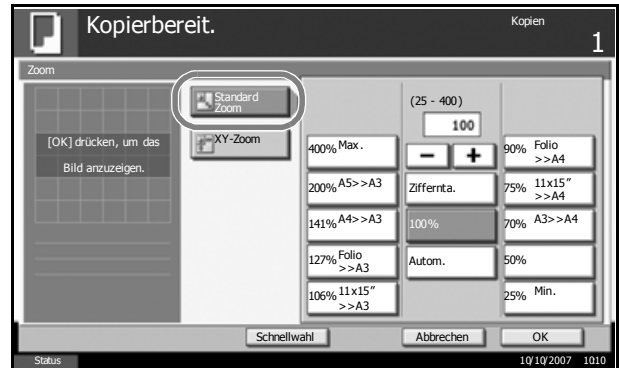 Kopierbereit.
Kopien
1
Zoom
[OK] drücken, um das
Bild anzuzeigen.
Standard
Zoom
XY-Zoom
(25 - 400)
100
400% Max.
200% A5>>A3
141% A4>>A3
127% Folio
>>A3
106% 11x15"
>>A3
− +
Ziffernta.
100%
Autom.
90% Folio
>>A4
75% 11x15"
>>A4
70% A3>>A4
50%
25% Min.
Schnellwahl
Abbrechen
OK
Status
10/10/2007 1010